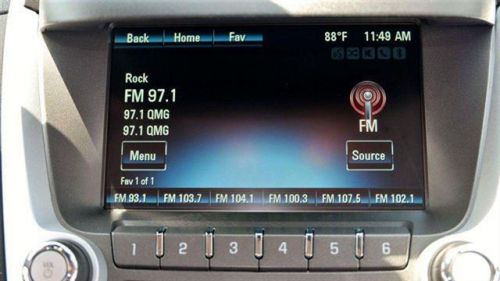 Back Home Fav 88°F 11:49 AM
Rock
FM 97.1
97.1 QMG
97.1 QMG
FM
Menu Source
Fav 1 of 1
FM 93.1 FM 103.7 FM 104.1 FM 100.3 FM 107.5 FM 102.1
1 2 3 4 5 6
VOL